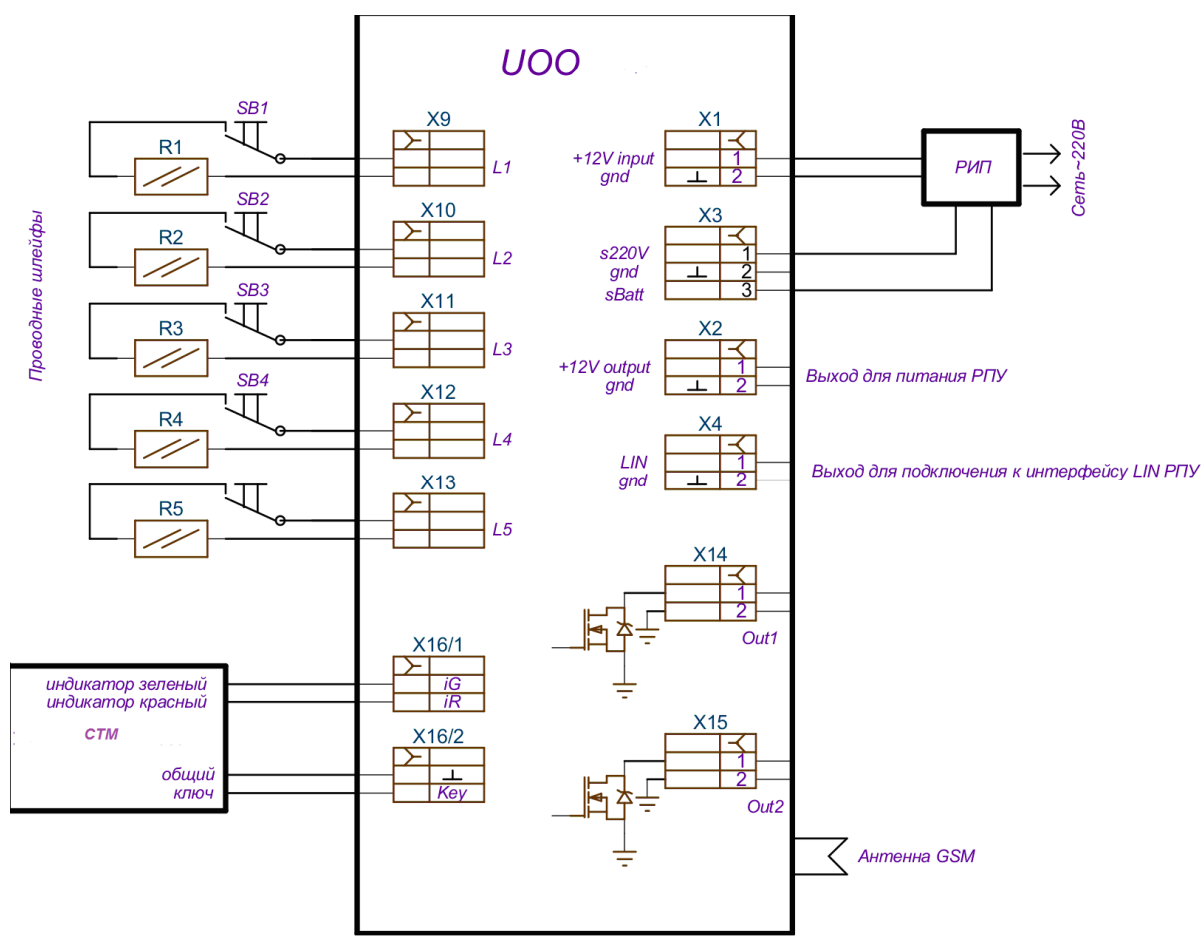 UOO
Проводные шлейфы
SB1
R1
X9
L1
SB2
R2
X10
L2
SB3
R3
X11
L3
SB4
R4
X12
L4
R5
X13
L5
X16/1
индикатор зеленый
iG
индикатор красный
iR
СТМ
X16/2
общий
ключ
Key
X1
+12V input
1
gnd
2
РИП
Сеть~220В
X3
s220V
1
gnd
2
sBatt
3
X2
+12V output
1
gnd
2
Выход для питания РПУ
X4
LIN
1
gnd
2
Выход для подключения к интерфейсу LIN РПУ
X14
1
2
Out1
X15
1
2
Out2
Антенна GSM